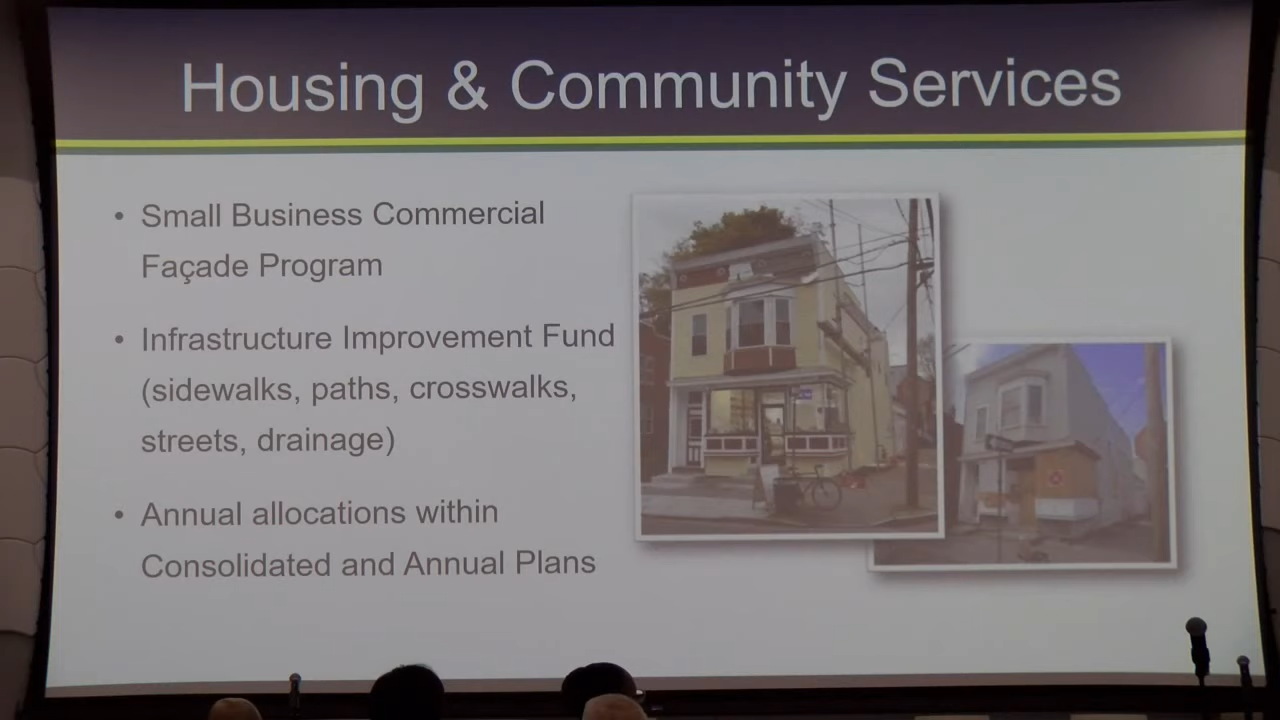 Housing & Community Services
• Small Business Commercial
Façade Program
• Infrastructure Improvement Fund
(sidewalks, paths, crosswalks,
streets, drainage)
• Annual allocations within
Consolidated and Annual Plans